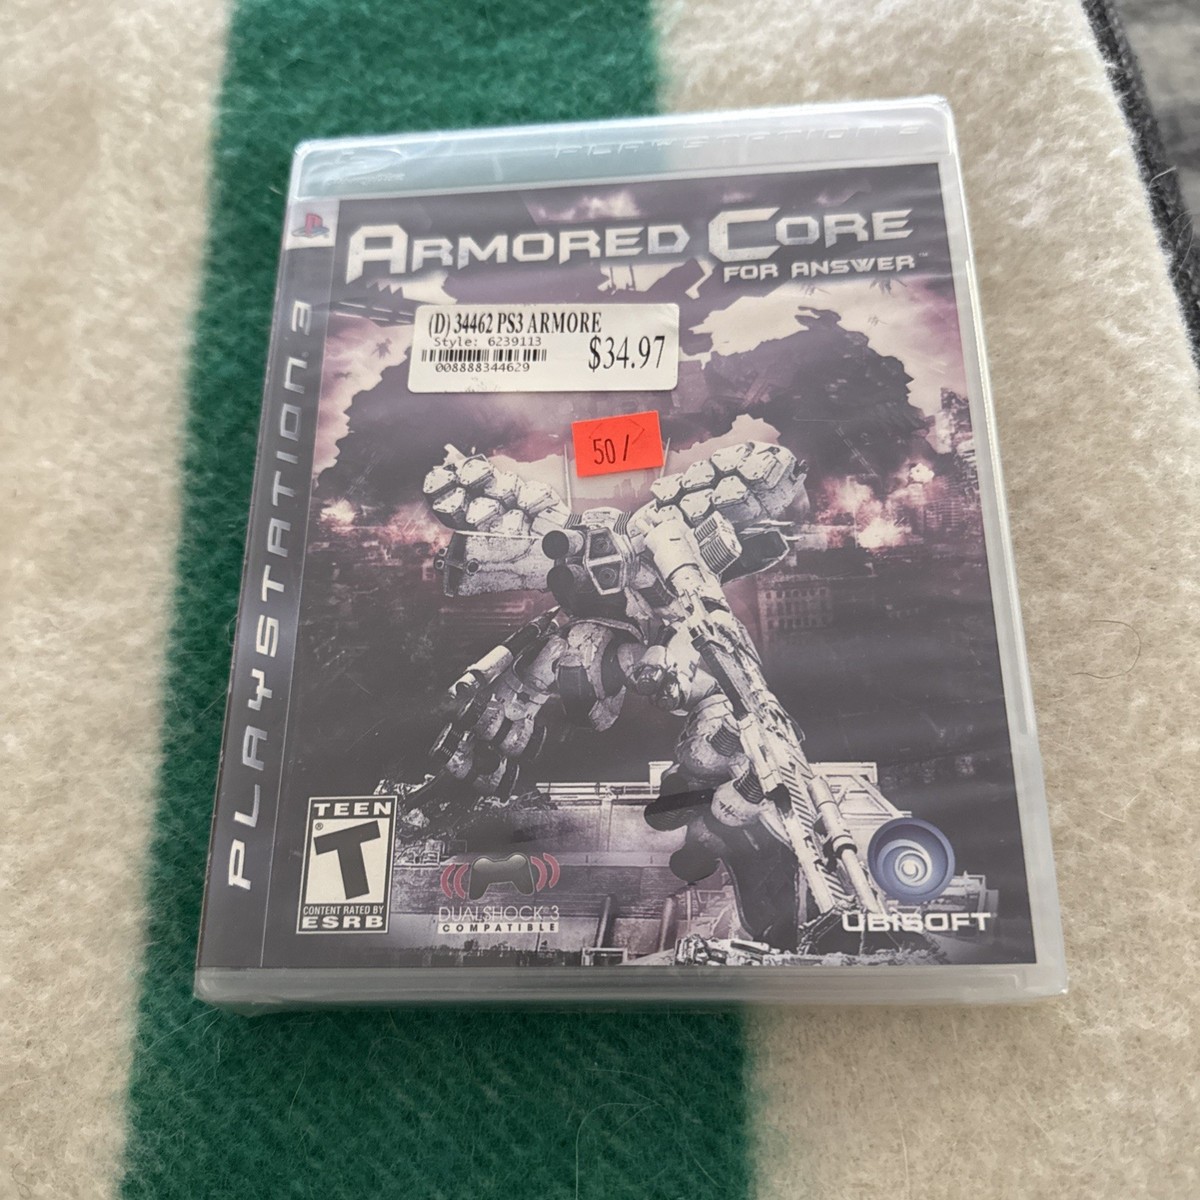 PLAYSTATION 3
ARMORED CORE
FOR ANSWER™
(D) 34462 PS3 ARMORE
Style: 6239113
$34.97
008888344629
50/
PLAYSTATION 3
TEEN
T
®
CONTENT RATED BY
ESRB
DUALSHOCK 3
COMPATIBLE
UBISOFT